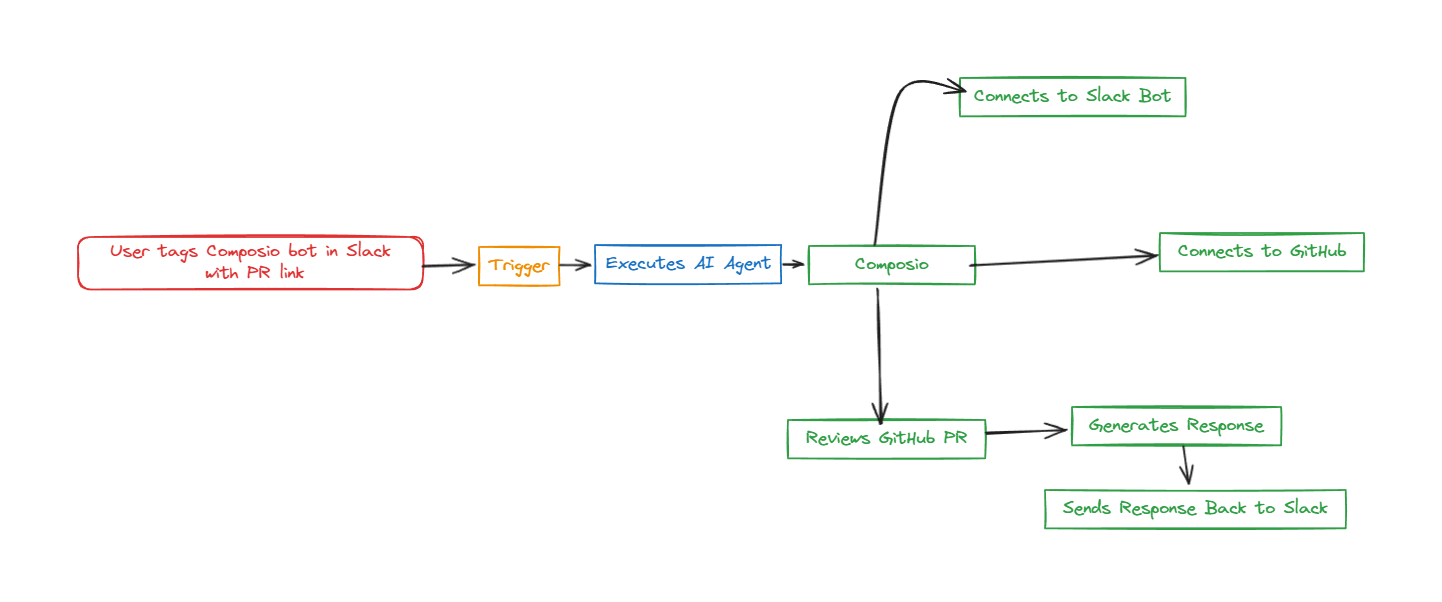 Connects to Slack Bot
User tags Composio bot in Slack
with PR link
Trigger
Executes AI Agent
Composio
Connects to GitHub
Reviews GitHub PR
Generates Response
Sends Response Back to Slack